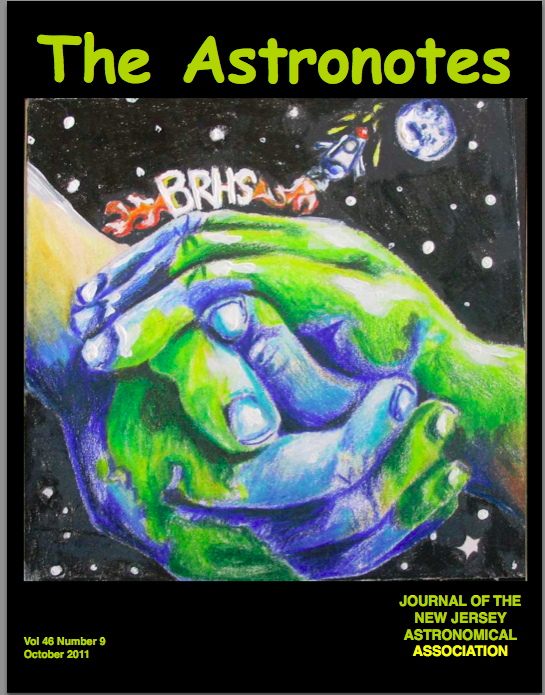 The Astronotes
BRHS
Vol 46 Number 9
October 2011
JOURNAL OF THE
NEW JERSEY
ASTRONOMICAL
ASSOCIATION